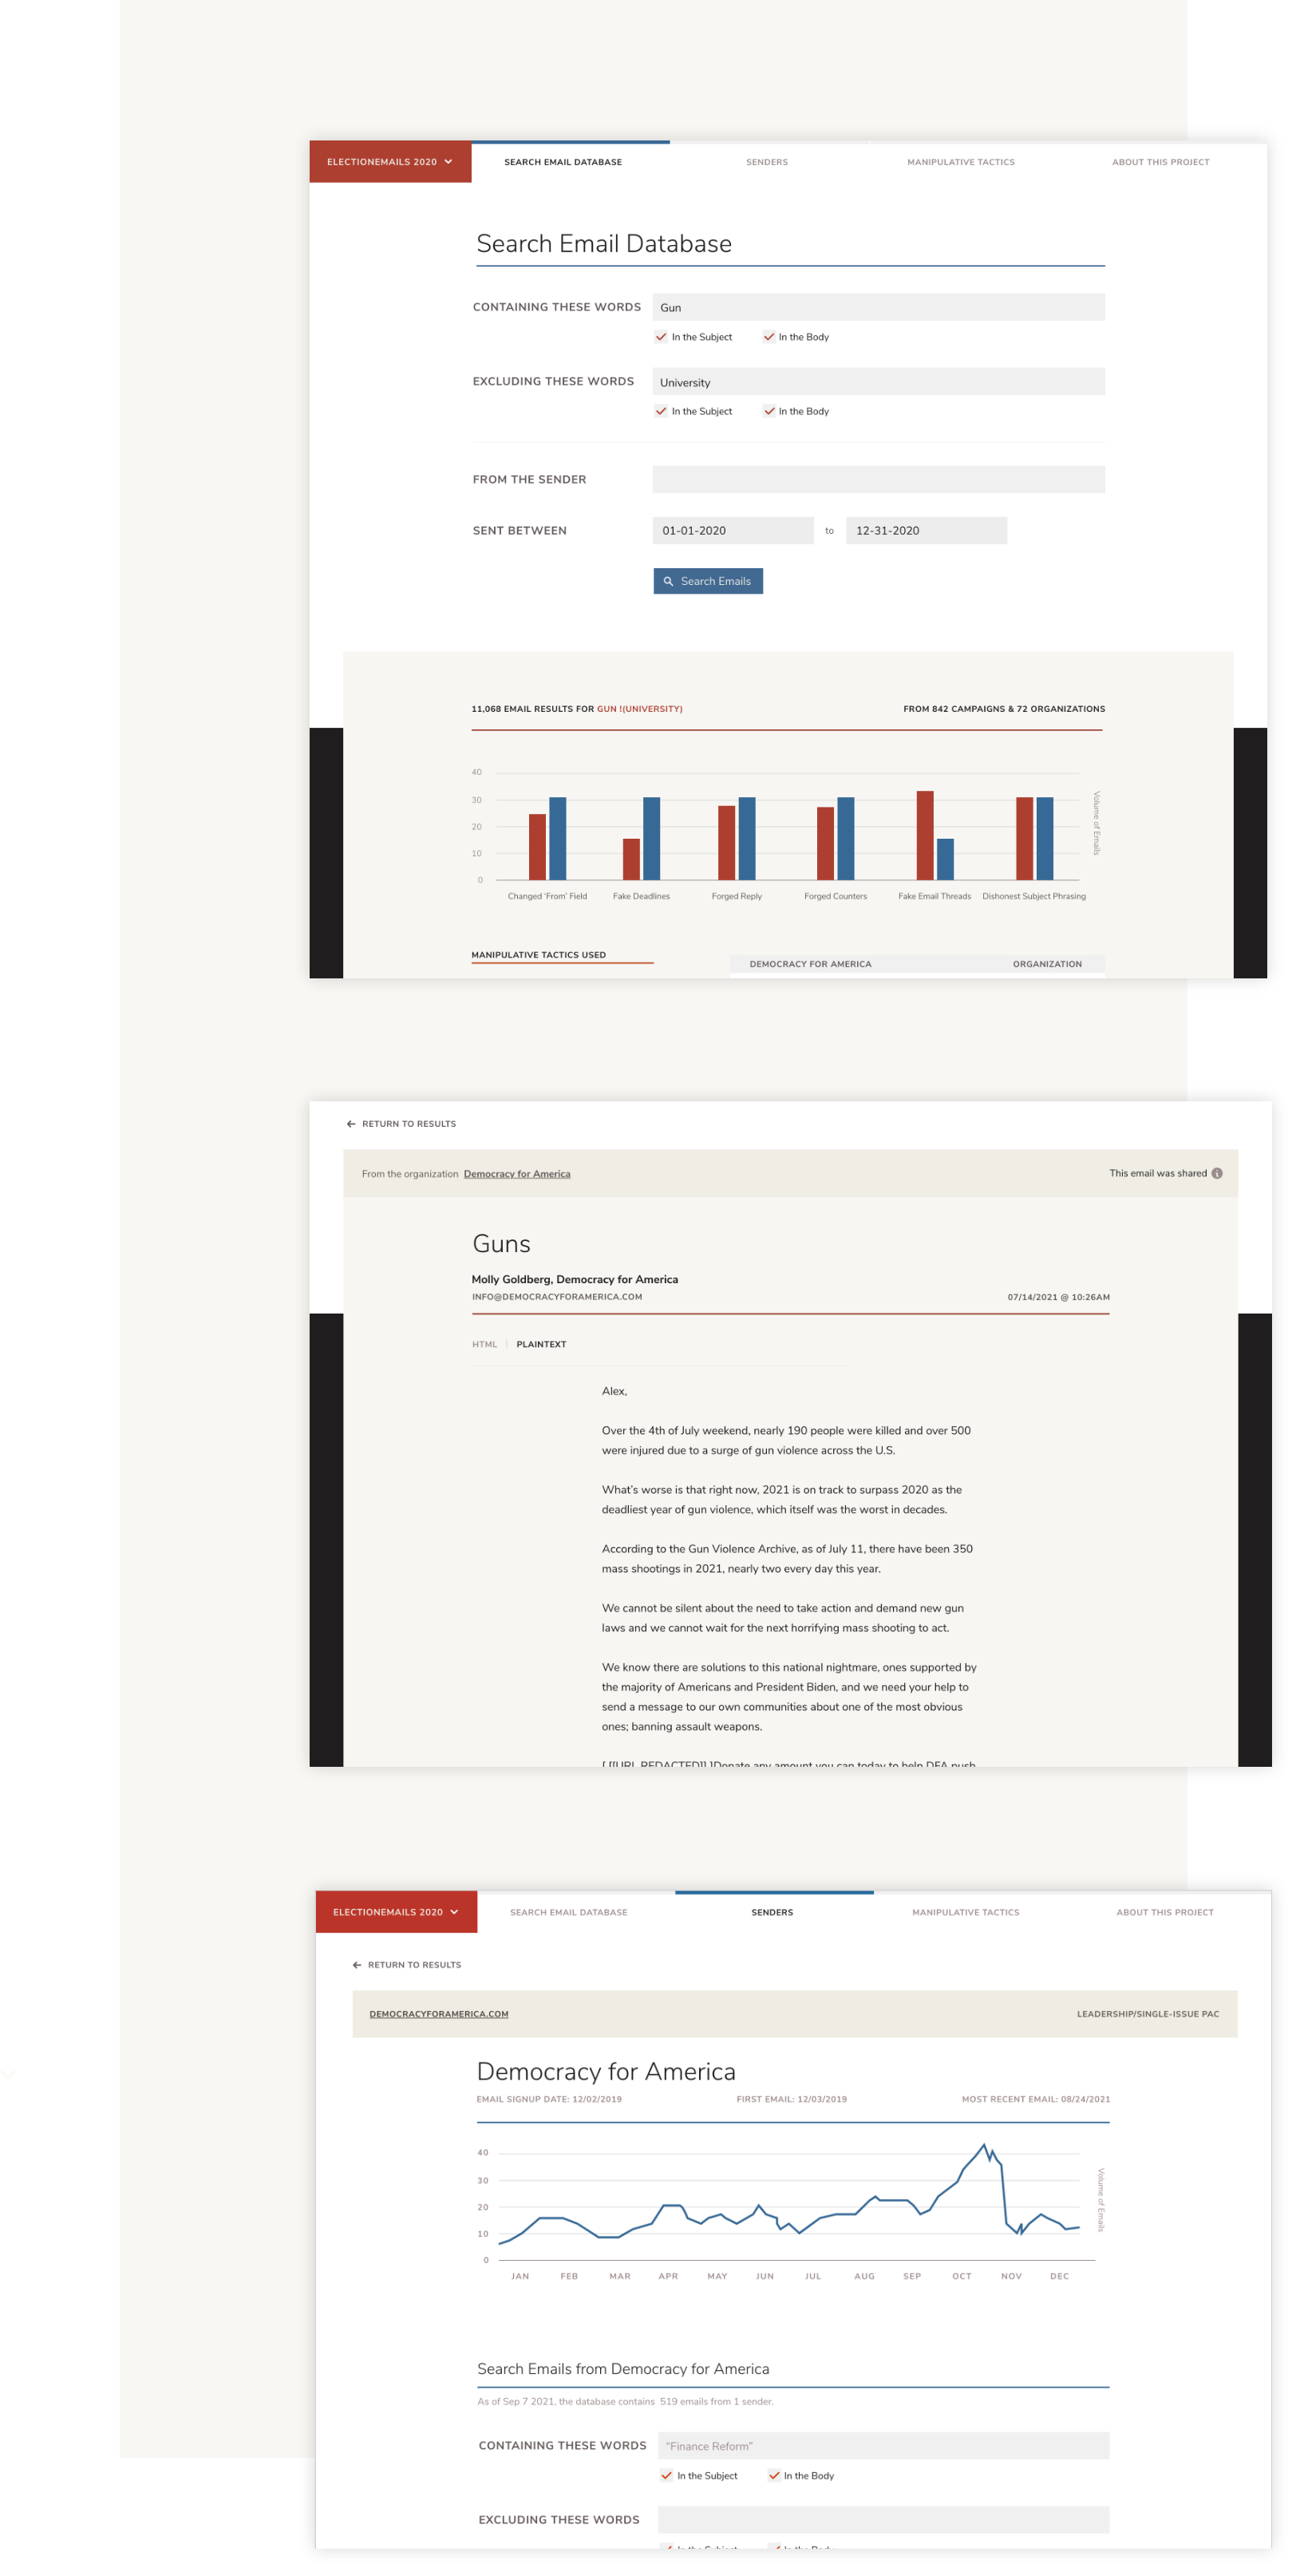 ELECTIONEMAILS 2020
SEARCH EMAIL DATABASE
SENDERS
MANIPULATIVE TACTICS
ABOUT THIS PROJECT
Search Email Database
CONTAINING THESE WORDS
Gun
In the Subject
In the Body
EXCLUDING THESE WORDS
University
In the Subject
In the Body
FROM THE SENDER
SENT BETWEEN
01-01-2020
to
12-31-2020
Search Emails
11,068 EMAIL RESULTS FOR GUN !(UNIVERSITY)
FROM 842 CAMPAIGNS & 72 ORGANIZATIONS
40
30
20
10
0
Volume of Emails
Changed 'From' Field
Fake Deadlines
Forged Reply
Forged Counters
Fake Email Threads
Dishonest Subject Phrasing
MANIPULATIVE TACTICS USED
DEMOCRACY FOR AMERICA
ORGANIZATION
RETURN TO RESULTS
From the organization Democracy for America
This email was shared
Guns
Molly Goldberg, Democracy for America
INFO@DEMOCRACYFORAMERICA.COM
07/14/2021 @ 10:26AM
HTML | PLAINTEXT
Alex,
Over the 4th of July weekend, nearly 190 people were killed and over 500
were injured due to a surge of gun violence across the U.S.
What's worse is that right now, 2021 is on track to surpass 2020 as the
deadliest year of gun violence, which itself was the worst in decades.
According to the Gun Violence Archive, as of July 11, there have been 350
mass shootings in 2021, nearly two every day this year.
We cannot be silent about the need to take action and demand new gun
laws and we cannot wait for the next horrifying mass shooting to act.
We know there are solutions to this national nightmare, ones supported by
the majority of Americans and President Biden, and we need your help to
send a message to our own communities about one of the most obvious
ones; banning assault weapons.
[ [[URL REDACTED]] ]Donate any amount you can today to help DFA push
ELECTIONEMAILS 2020
SEARCH EMAIL DATABASE
SENDERS
MANIPULATIVE TACTICS
ABOUT THIS PROJECT
RETURN TO RESULTS
DEMOCRACYFORAMERICA.COM
LEADERSHIP/SINGLE-ISSUE PAC
Democracy for America
EMAIL SIGNUP DATE: 12/02/2019
FIRST EMAIL: 12/03/2019
MOST RECENT EMAIL: 08/24/2021
40
30
20
10
0
Volume of Emails
JAN
FEB
MAR
APR
MAY
JUN
JUL
AUG
SEP
OCT
NOV
DEC
Search Emails from Democracy for America
As of Sep 7 2021, the database contains 519 emails from 1 sender.
CONTAINING THESE WORDS
"Finance Reform"
In the Subject
In the Body
EXCLUDING THESE WORDS
In the Subject
In the Body